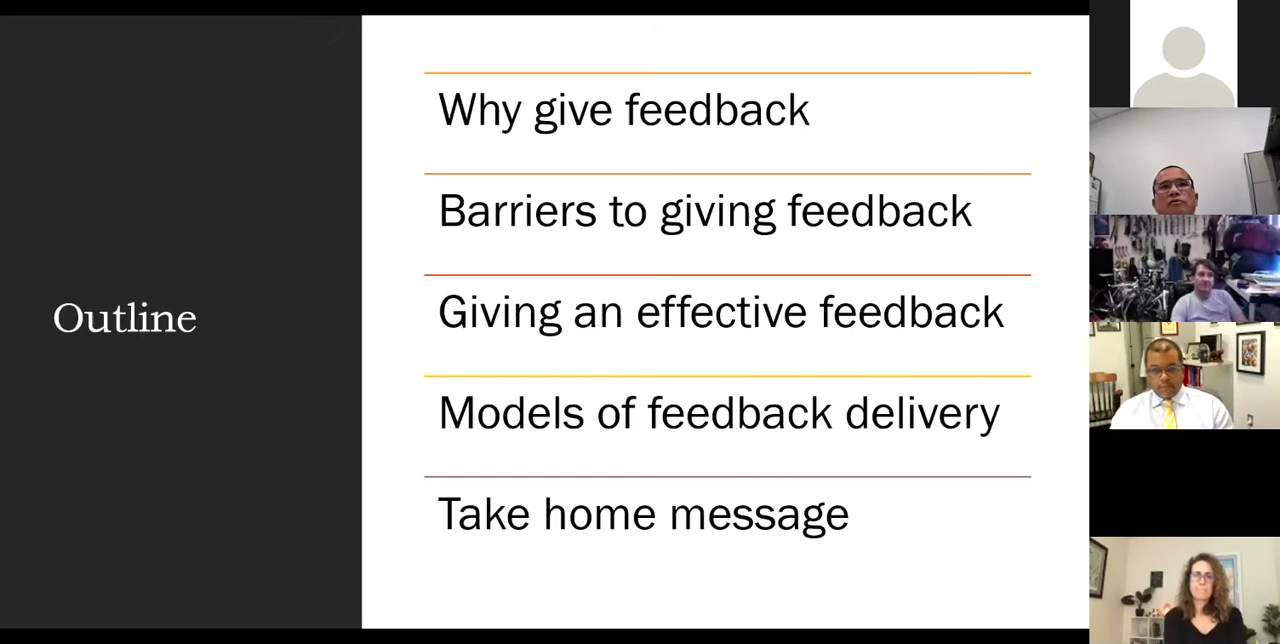 Outline
Why give feedback
Barriers to giving feedback
Giving an effective feedback
Models of feedback delivery
Take home message